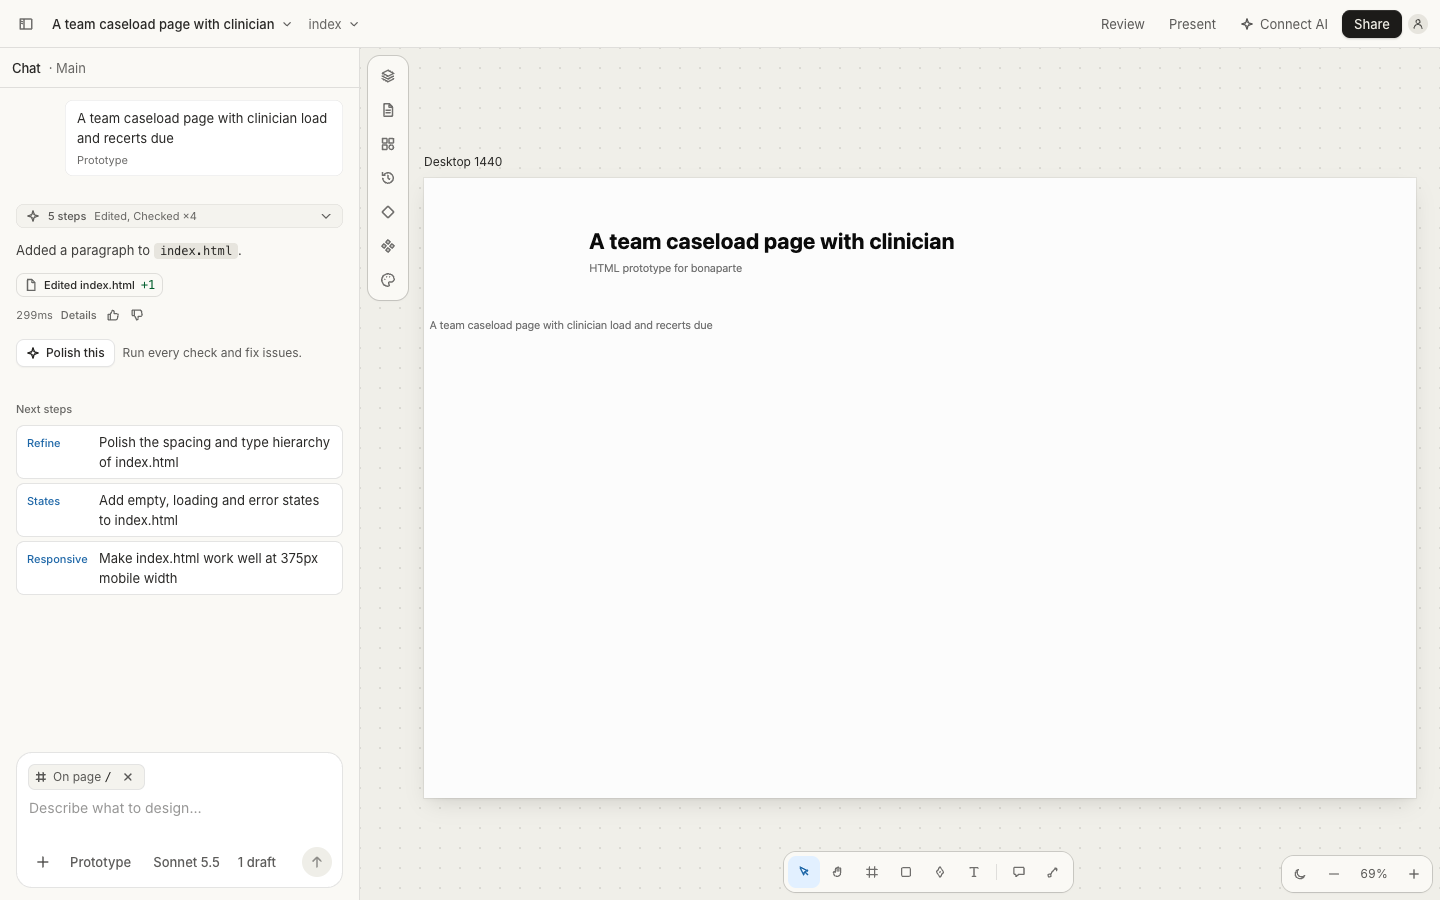 A team caseload page with clinician
index
Review
Present
Connect AI
Share
Chat · Main
A team caseload page with clinician load
and recerts due
Prototype
5 steps Edited, Checked ×4
Added a paragraph to index.html.
Edited index.html +1
299ms Details
Polish this Run every check and fix issues.
Next steps
Refine Polish the spacing and type hierarchy
of index.html
States Add empty, loading and error states
to index.html
Responsive Make index.html work well at 375px
mobile width
On page /
Describe what to design...
Prototype Sonnet 5.5 1 draft
Desktop 1440
A team caseload page with clinician
HTML prototype for bonaparte
A team caseload page with clinician load and recerts due
T
69%